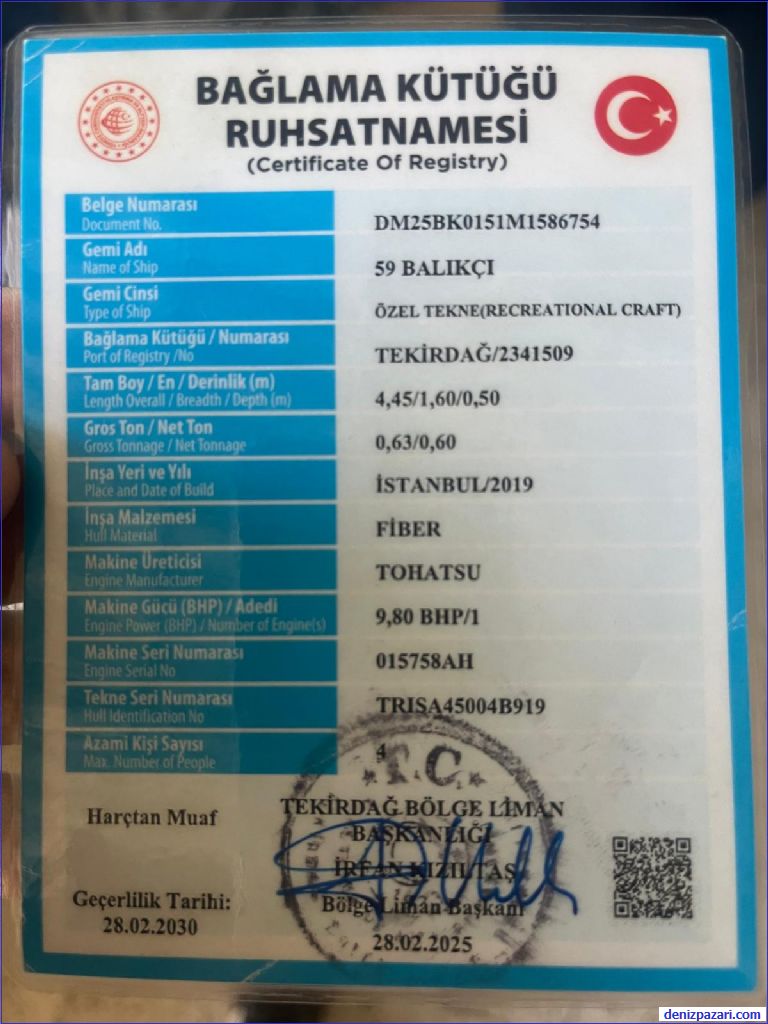 BAĞLAMA KÜTÜĞÜ
RUHSATNAMESİ
(Certificate Of Registry)
Belge Numarası
Document No.
DM25BK0151M1586754
Gemi Adı
Name of Ship
59 BALIKÇI
Gemi Cinsi
Type of Ship
ÖZEL TEKNE(RECREATIONAL CRAFT)
Bağlama Kütüğü / Numarası
Port of Registry /No
TEKİRDAĞ/2341509
Tam Boy / En / Derinlik (m)
Length Overall / Breadth / Depth (m)
4,45/1,60/0,50
Gros Ton / Net Ton
Gross Tonnage / Net Tonnage
0,63/0,60
İnşa Yeri ve Yılı
Place and Date of Build
İSTANBUL/2019
İnşa Malzemesi
Hull Material
FİBER
Makine Üreticisi
Engine Manufacturer
TOHATSU
Makine Gücü (BHP) / Adedi
Engine Power (BHP) / Number of Engine(s)
9,80 BHP/1
Makine Seri Numarası
Engine Serial No
015758AH
Tekne Seri Numarası
Hull Identification No
TRISA45004B919
Azami Kişi Sayısı
Max. Number of People
4
T.C.
Harçtan Muaf
TEKİRDAĞ BÖLGE LİMAN
BAŞKANLIĞI
İRFAN KIZILTAŞ
Bölge Liman Başkanı
28.02.2025
Geçerlilik Tarihi:
28.02.2030
denizpazari.com